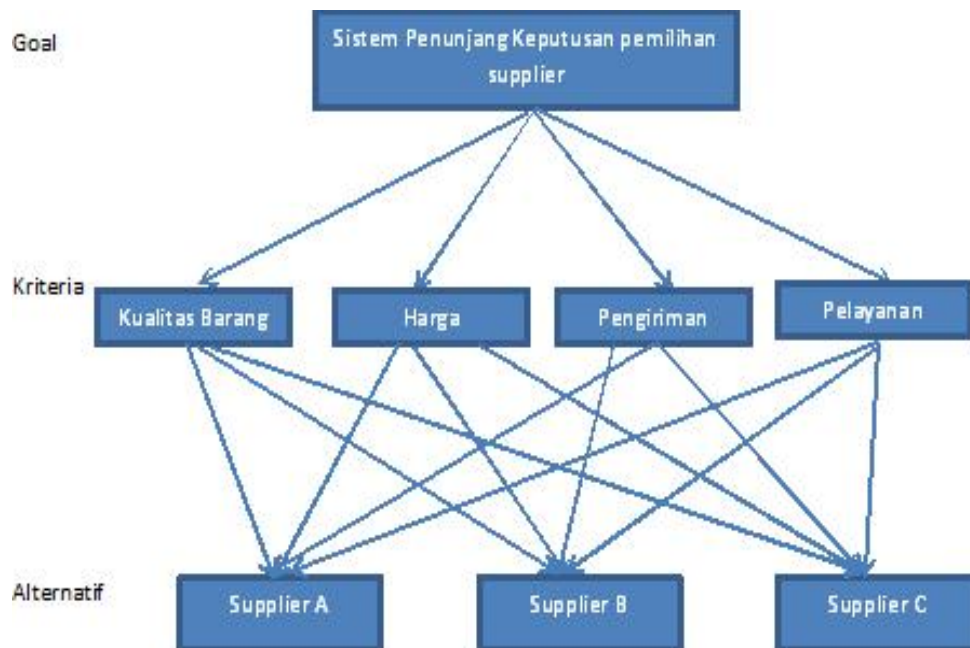 Goal
Sistem Penunjang Keputusan pemilihan
supplier
Kriteria
Kualitas Barang
Harga
Pengiriman
Pelayanan
Alternatif
Supplier A
Supplier B
Supplier C